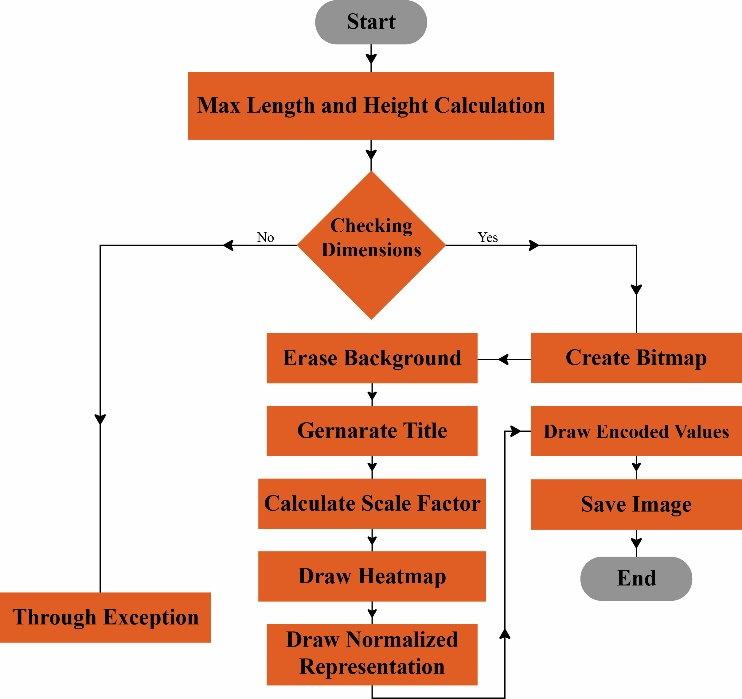 Start
Max Length and Height Calculation
Checking
Dimensions
No
Yes
Erase Background
Create Bitmap
Gernarate Title
Draw Encoded Values
Calculate Scale Factor
Save Image
Draw Heatmap
End
Through Exception
Draw Normalized
Representation